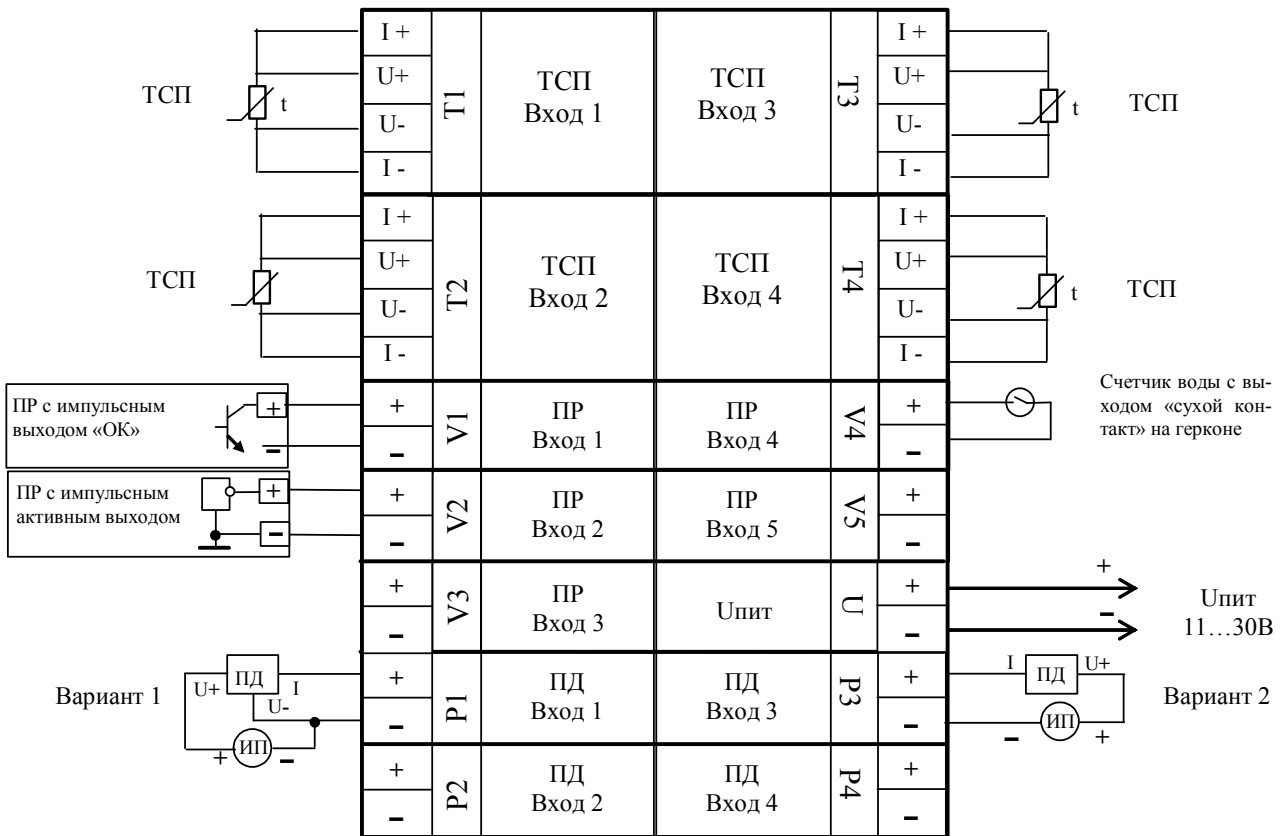 I + I +
U+ U+
ТСП t T1 ТСП Вход 1 ТСП Вход 3 T3 t ТСП
U- U-
I - I -
I + I +
U+ U+
ТСП T2 ТСП Вход 2 ТСП Вход 4 T4 t ТСП
U- U-
I - I -
ПР с импульсным
выходом «ОК»
+ –
+ –
V1
ПР
Вход 1
ПР
Вход 4
V4
+ –
Счетчик воды с вы-
ходом «сухой кон-
такт» на герконе
ПР с импульсным
активным выходом
+ –
+ –
V2
ПР
Вход 2
ПР
Вход 5
V5
+ –
+ –
V3
ПР
Вход 3
Uпит
U
+ –
+ –
Uпит
11…30В
Вариант 1
U+ ПД I
U-
+ ИП –
+ –
P1
ПД
Вход 1
ПД
Вход 3
P3
+ –
I ПД U+
– ИП +
Вариант 2
+ –
P2
ПД
Вход 2
ПД
Вход 4
P4
+ –